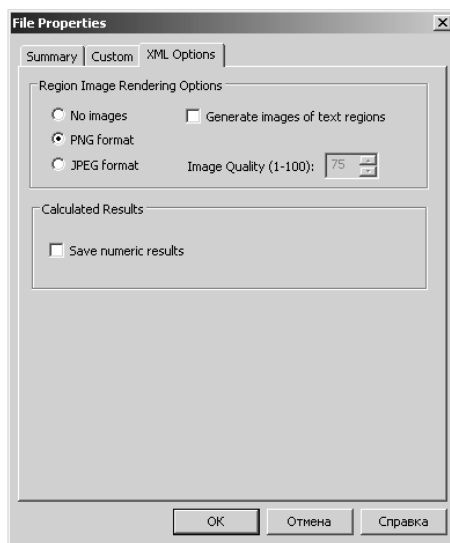 File Properties
Summary Custom XML Options
Region Image Rendering Options
No images Generate images of text regions
PNG format
JPEG format Image Quality (1-100): 75
Calculated Results
Save numeric results
OK Отмена Справка